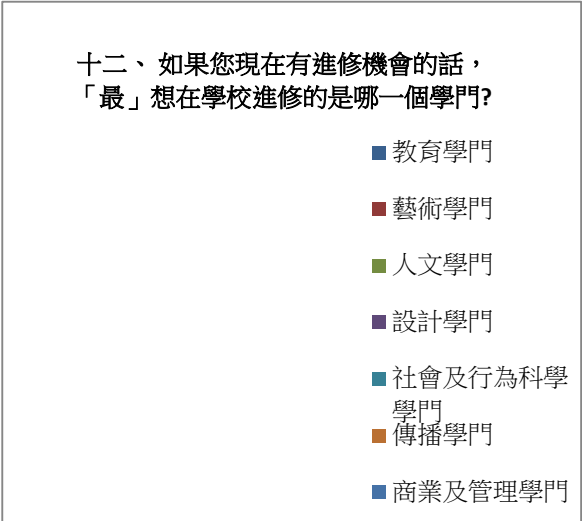 十二、 如果您現在有進修機會的話，
「最」想在學校進修的是哪一個學門?
教育學門
藝術學門
人文學門
設計學門
社會及行為科學
學門
傳播學門
商業及管理學門